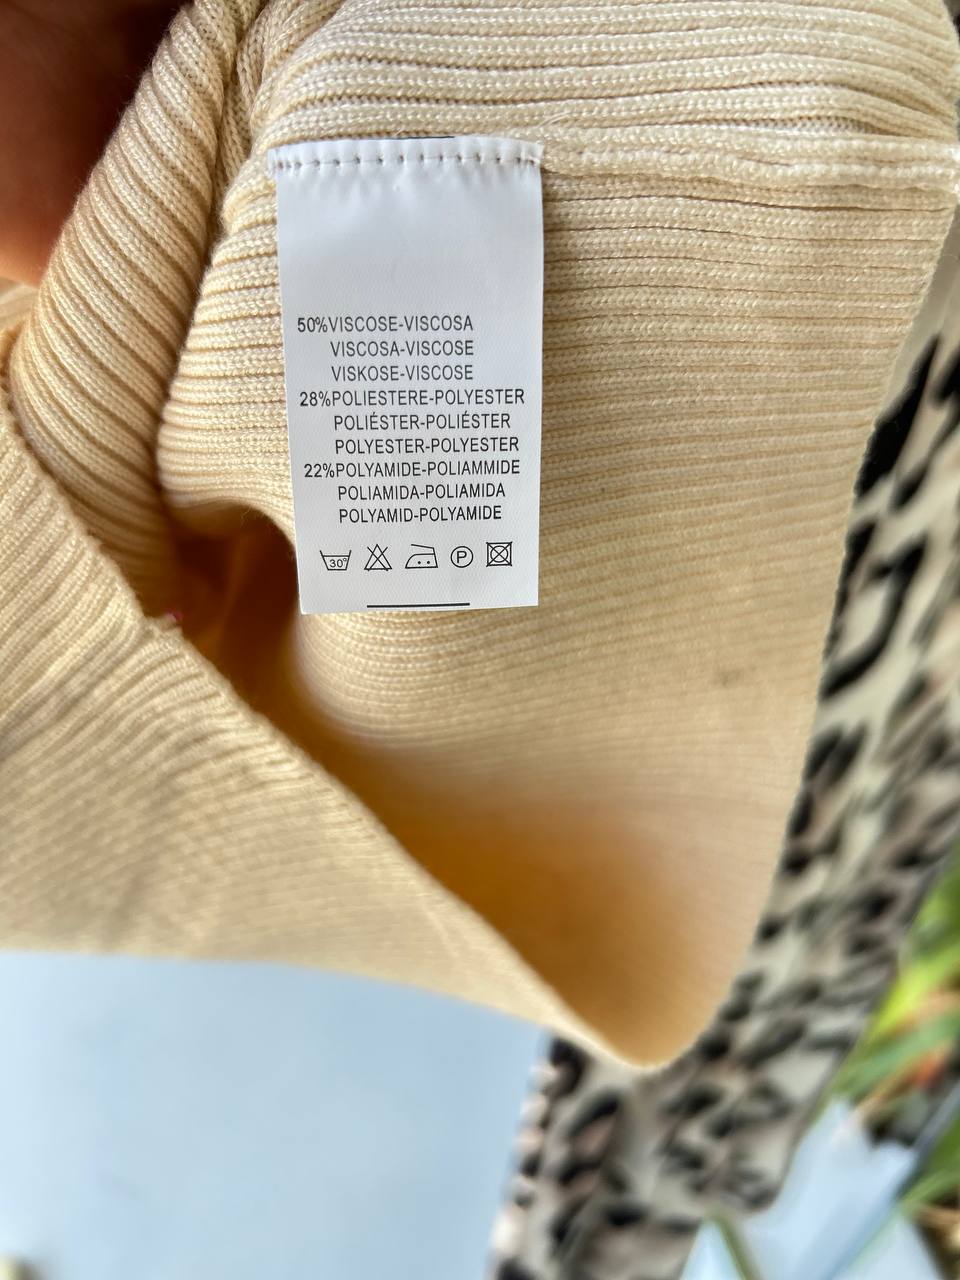 50%VISCOSE-VISCOSA
VISCOSA-VISCOSE
VISKOSE-VISCOSE
28%POLIESTERE-POLYESTER
POLIÉSTER-POLIÉSTER
POLYESTER-POLYESTER
22%POLYAMIDE-POLIAMMIDE
POLIAMIDA-POLIAMIDA
POLYAMID-POLYAMIDE
30° P